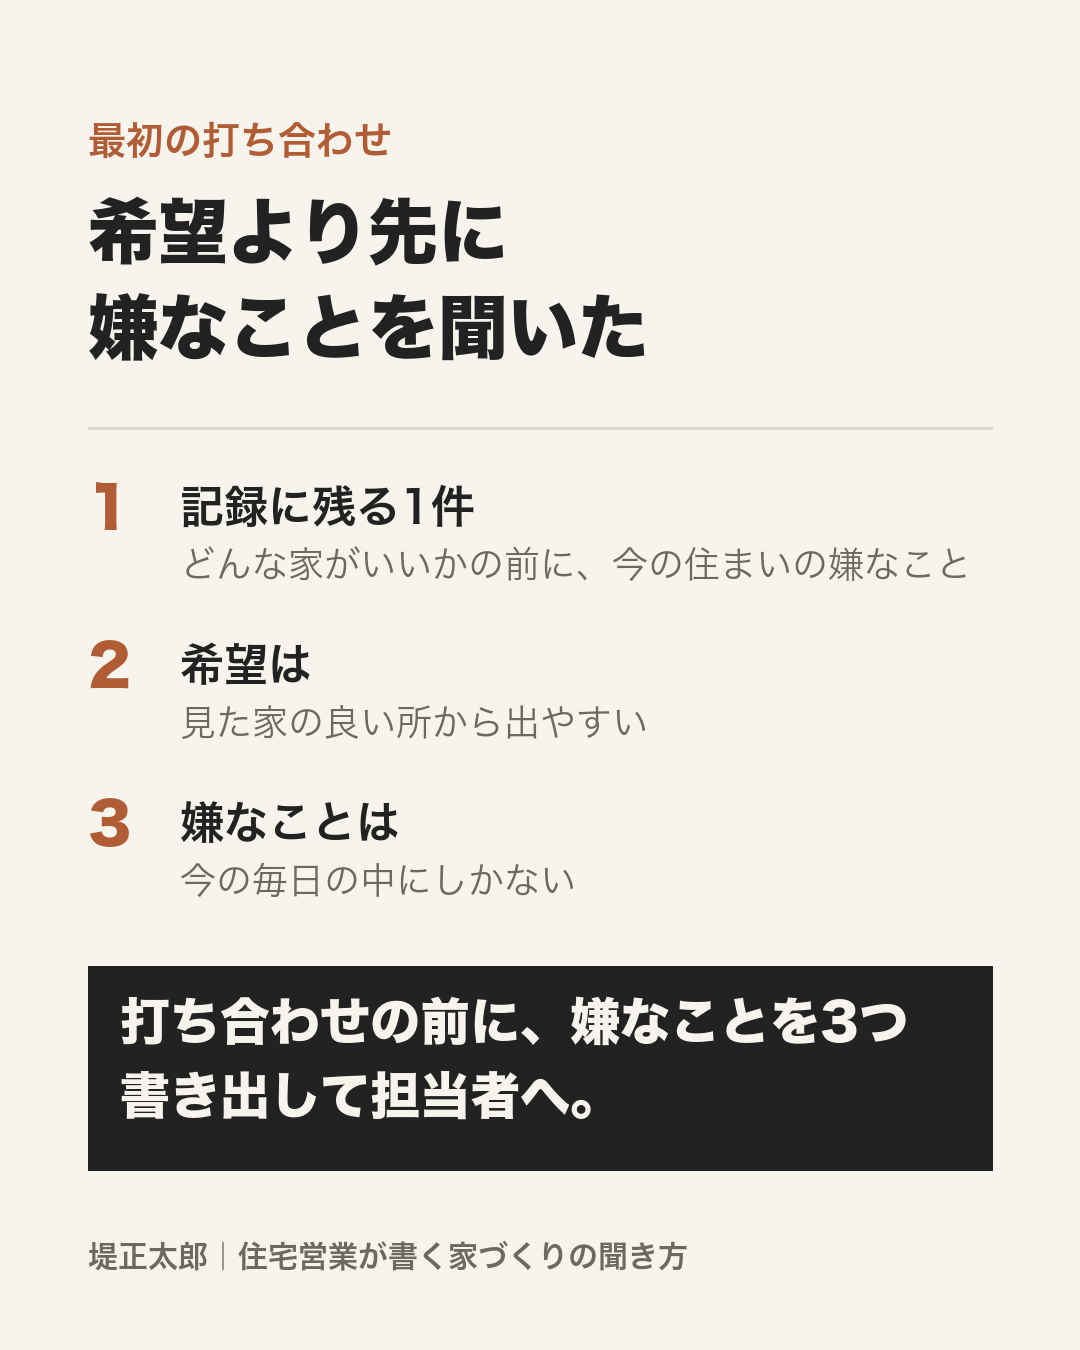 最初の打ち合わせ
希望より先に
嫌なことを聞いた
1 記録に残る1件
どんな家がいいかの前に、今の住まいの嫌なこと
2 希望は
見た家の良い所から出やすい
3 嫌なことは
今の毎日の中にしかない
打ち合わせの前に、嫌なことを3つ
書き出して担当者へ。
堤正太郎｜住宅営業が書く家づくりの聞き方